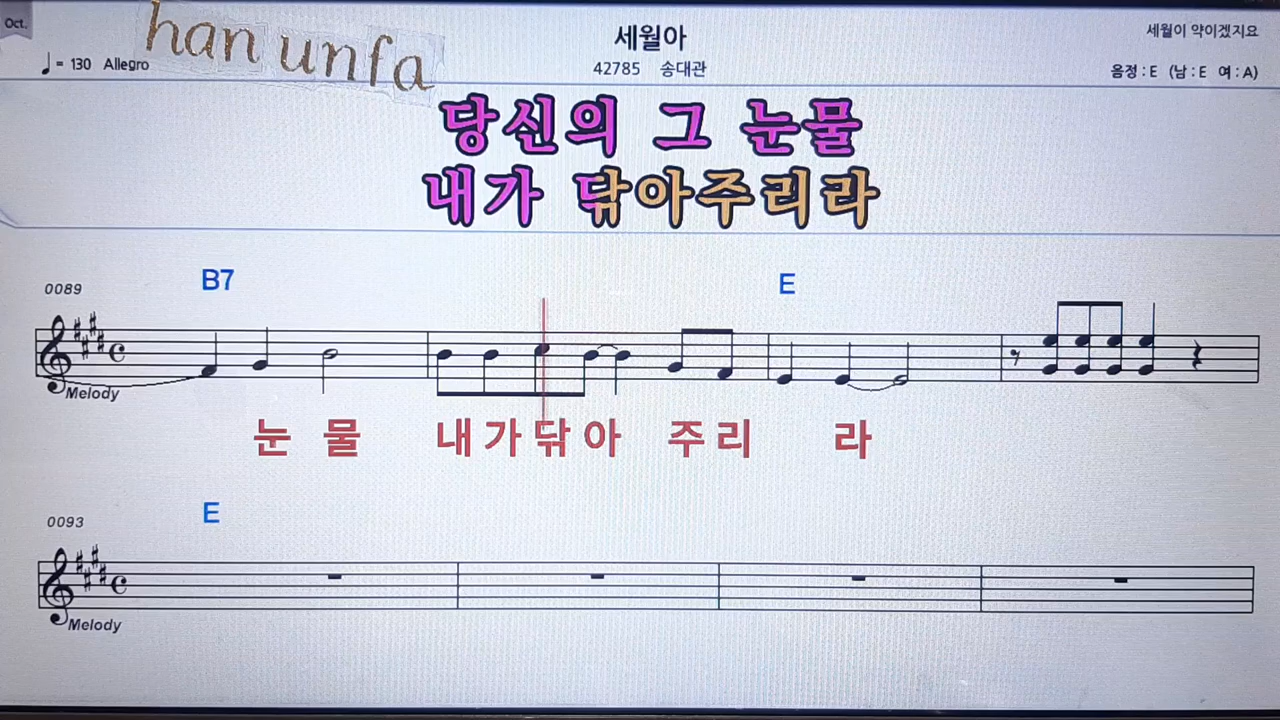 Oct.
han unfa
세월아
세월이 약이겠지요
♩= 130 Allegro
42785 송대관
음정 : E (남 : E 여 : A)
당신의 그 눈물
내가 닦아주리라
0089
B7
E
Melody
눈 물 내 가 닦 아 주 리 라
0093
E
Melody